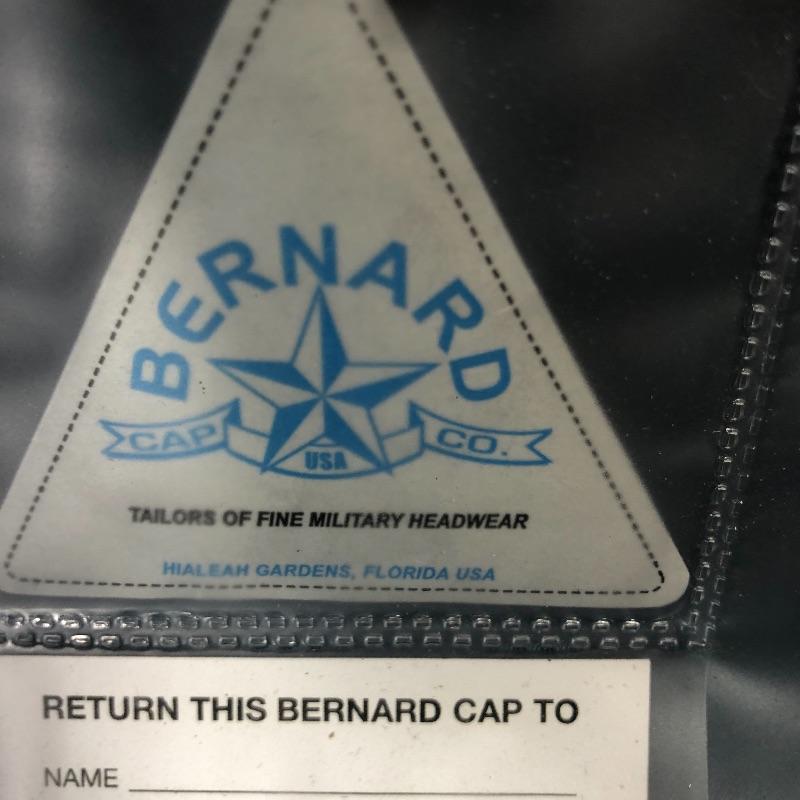 BERNARD
CAP USA CO.
TAILORS OF FINE MILITARY HEADWEAR
HIALEAH GARDENS, FLORIDA USA
RETURN THIS BERNARD CAP TO
NAME